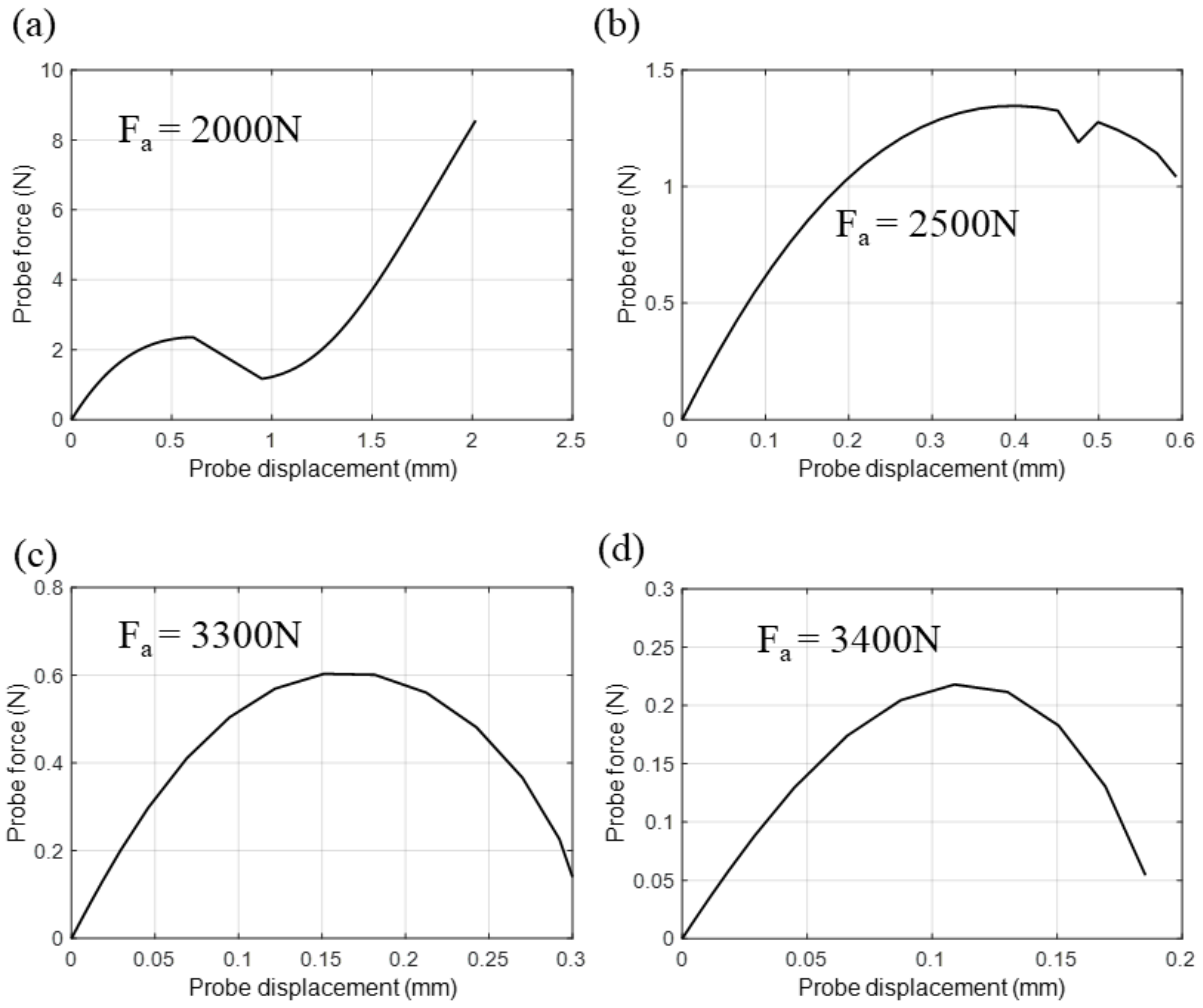 (a)
10
8
6
4
2
0
Probe force (N)
F_a = 2000N
0 0.5 1 1.5 2 2.5
Probe displacement (mm)
(b)
1.5
1
0.5
0
Probe force (N)
F_a = 2500N
0 0.1 0.2 0.3 0.4 0.5 0.6
Probe displacement (mm)
(c)
0.8
0.6
0.4
0.2
0
Probe force (N)
F_a = 3300N
0 0.05 0.1 0.15 0.2 0.25 0.3
Probe displacement (mm)
(d)
0.3
0.25
0.2
0.15
0.1
0.05
0
Probe force (N)
F_a = 3400N
0 0.05 0.1 0.15 0.2
Probe displacement (mm)